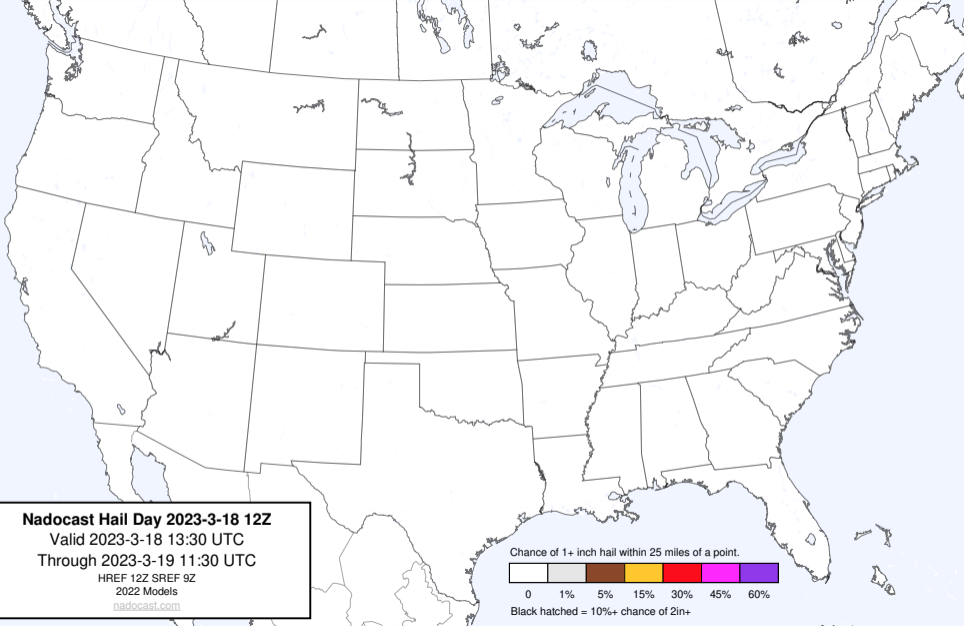 Nadocast Hail Day 2023-3-18 12Z
Valid 2023-3-18 13:30 UTC
Through 2023-3-19 11:30 UTC
HREF 12Z SREF 9Z
2022 Models
nadocast.com
Chance of 1+ inch hail within 25 miles of a point.
0 1% 5% 15% 30% 45% 60%
Black hatched = 10%+ chance of 2in+